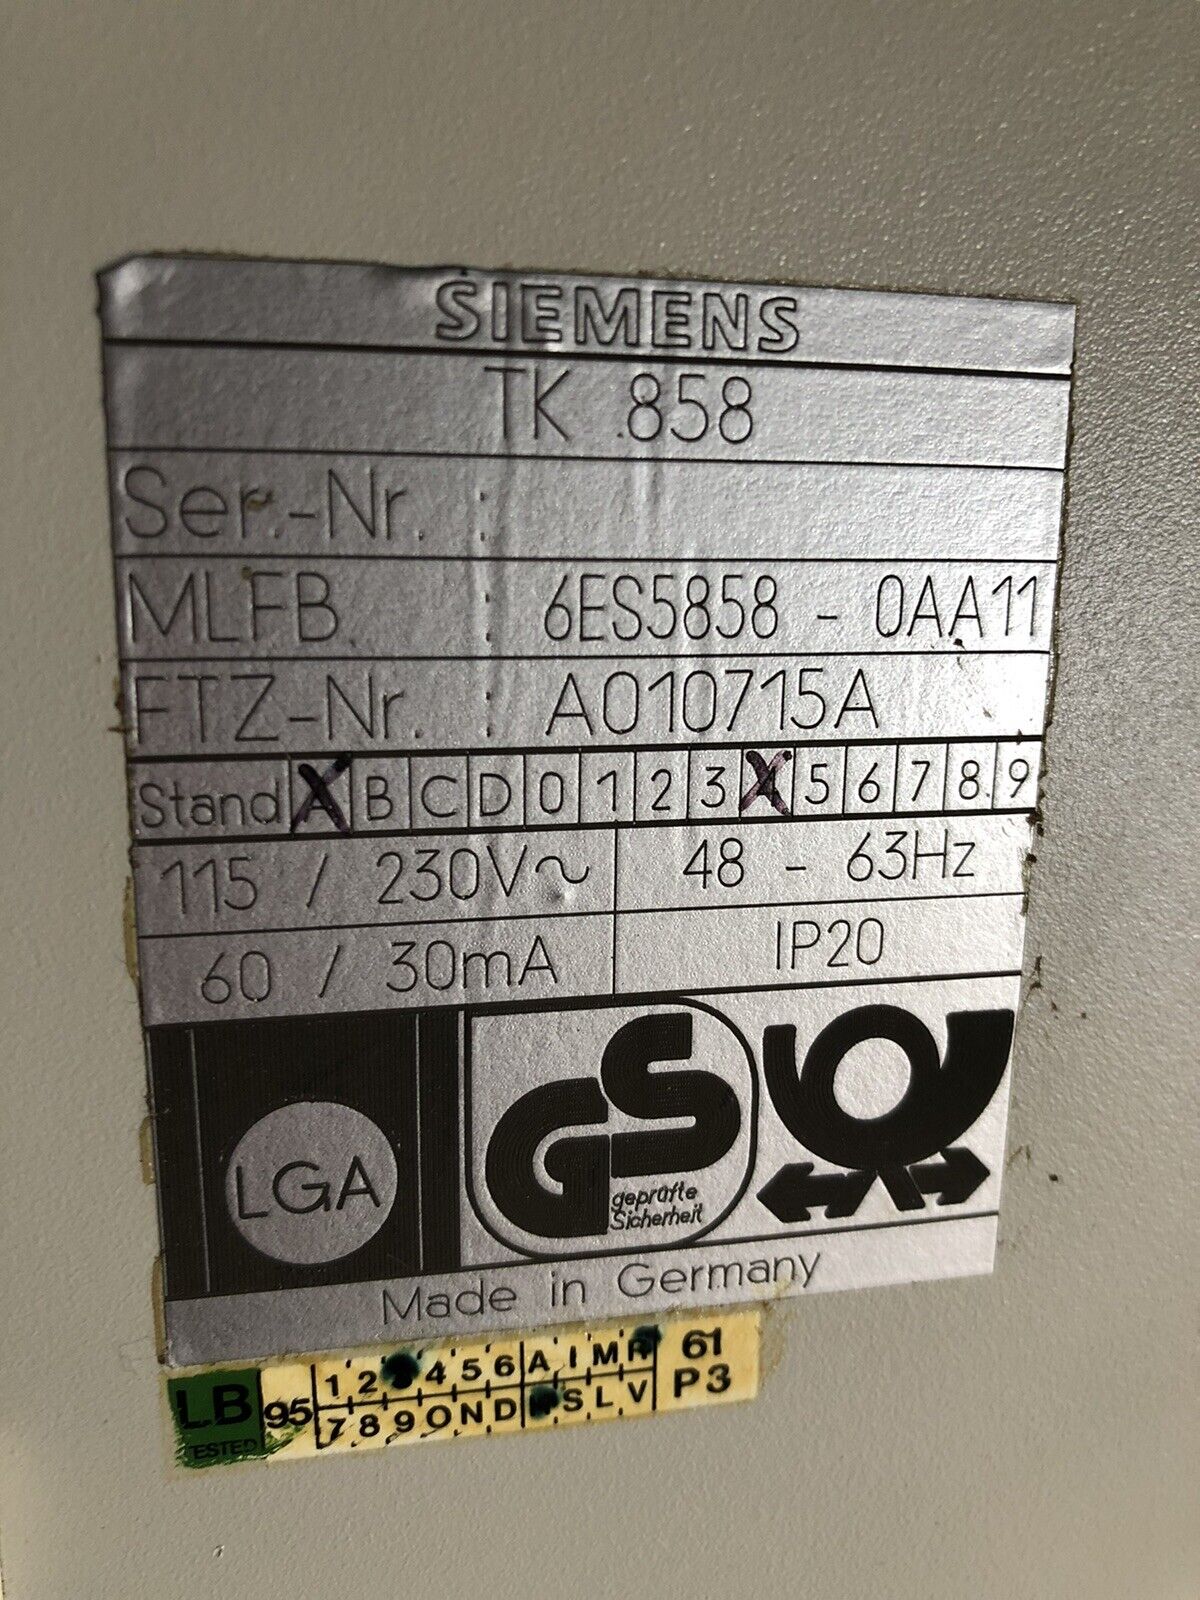 SIEMENS
TK 858
Ser.-Nr. :
MLFB : 6ES5858 - 0AA11
FTZ-Nr. : A010715A
Stand A B C D 0 1 2 3 4 5 6 7 8 9
115 / 230V~ 48 - 63Hz
60 / 30mA IP20
LGA
GS
geprüfte
Sicherheit
Made in Germany
LB 95 1 2 3 4 5 6 A I M R 61
TESTED 7 8 9 O N D S L V P3